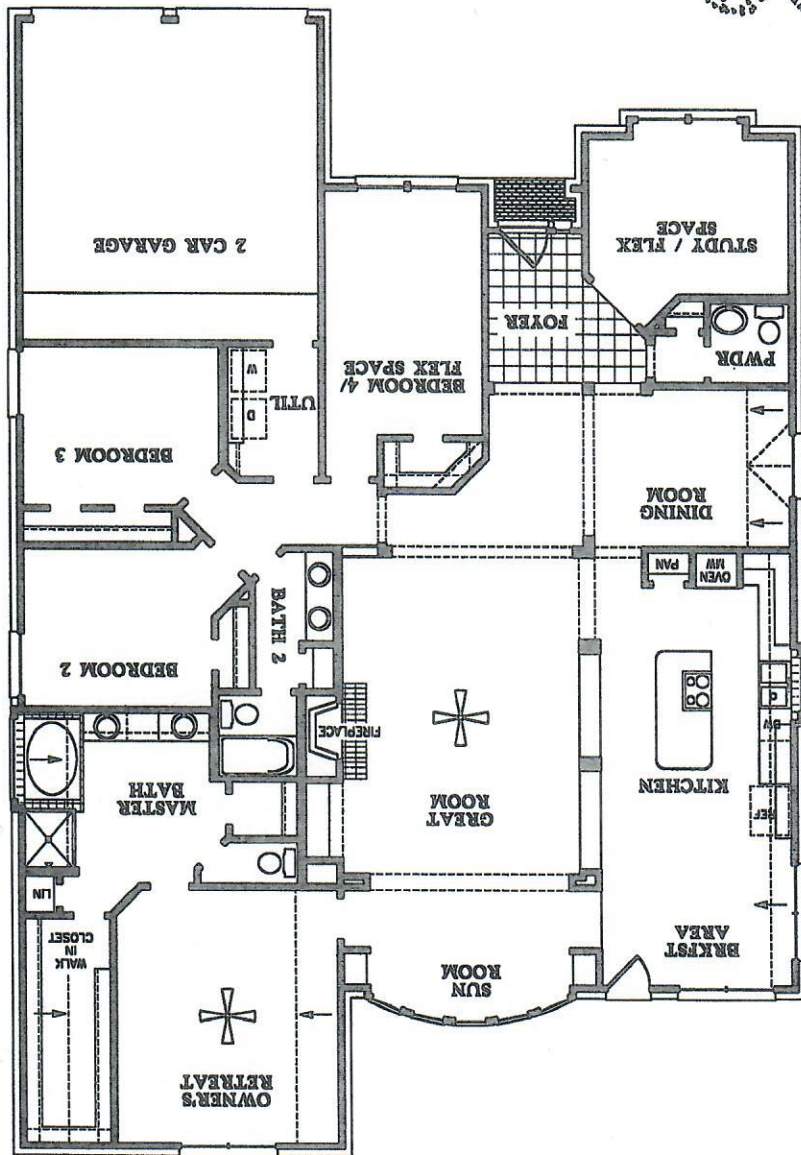 OWNER'S
RETREAT
SUN
ROOM
BRKFST
AREA
WALK
IN
CLOSET
LIN
MASTER
BATH
GREAT
ROOM
KITCHEN
REF
FIREPLACE
DW
D
BEDROOM 2
BATH 2
PAN
OVEN
MW
BEDROOM 3
DINING
ROOM
UTIL
D
W
BEDROOM 4/
FLEX SPACE
FOYER
PWDR
STUDY / FLEX
SPACE
2 CAR GARAGE